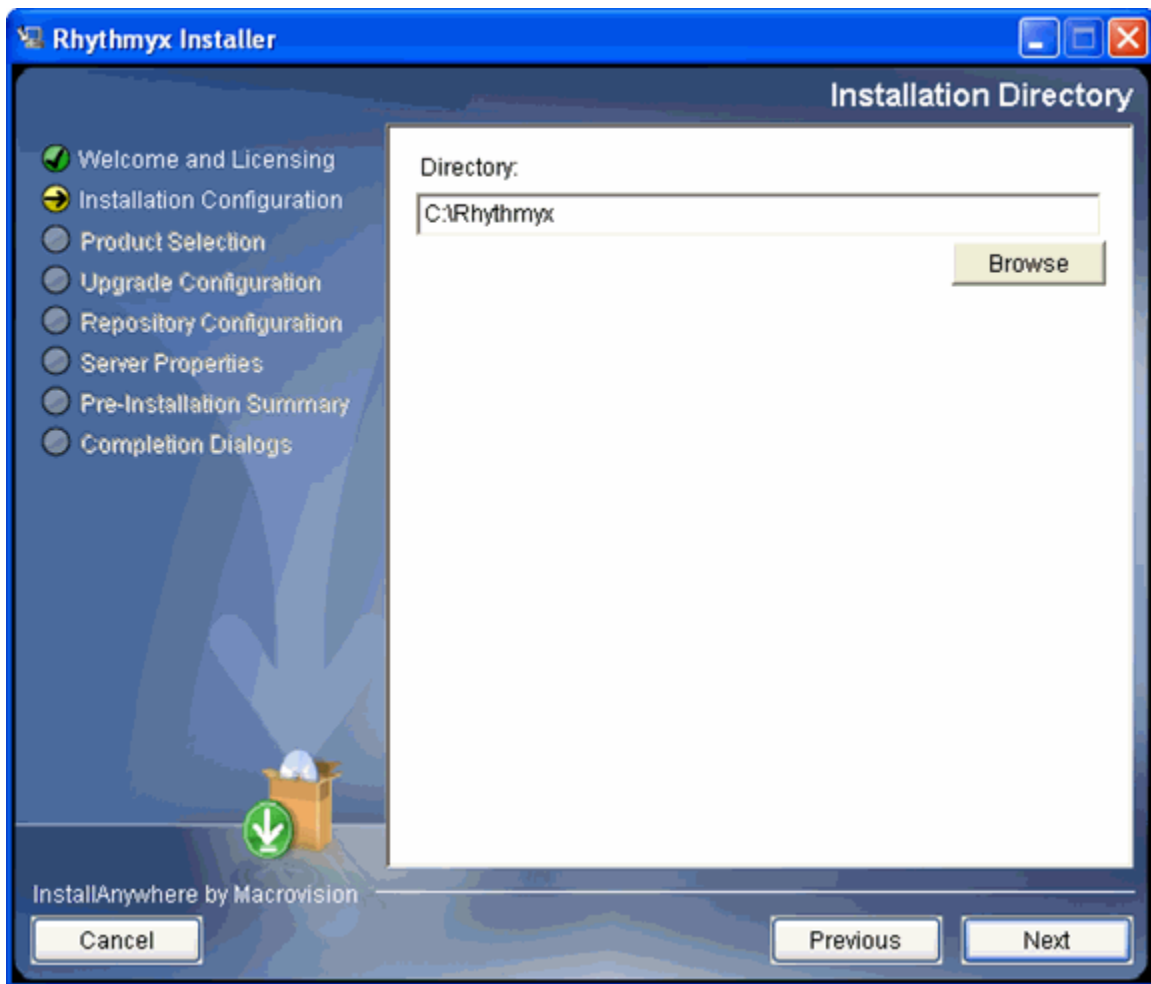 Rhythmyx Installer
Installation Directory
Welcome and Licensing
Installation Configuration
Product Selection
Upgrade Configuration
Repository Configuration
Server Properties
Pre-Installation Summary
Completion Dialogs
Directory:
C:\Rhythmyx
Browse
InstallAnywhere by Macrovision
Cancel
Previous
Next